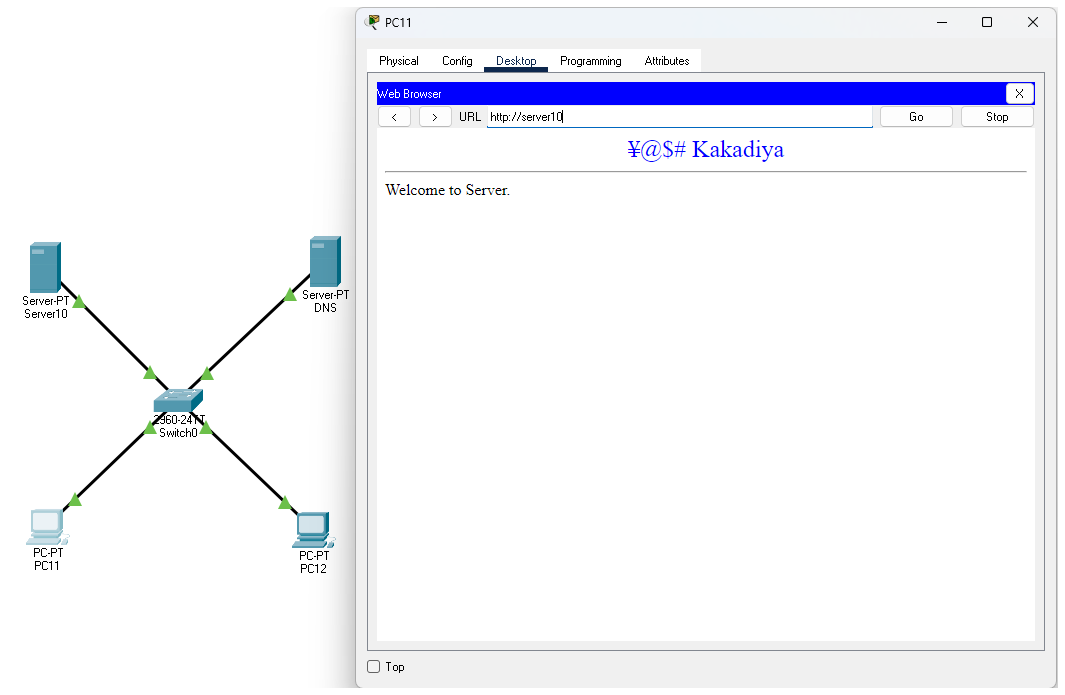 PC11
Physical Config Desktop Programming Attributes
Web Browser X
< > URL http://server10 Go Stop
¥@$# Kakadiya
Welcome to Server.
Top
Server-PT
Server10
Server-PT
DNS
2960-24TT
Switch0
PC-PT
PC11
PC-PT
PC12